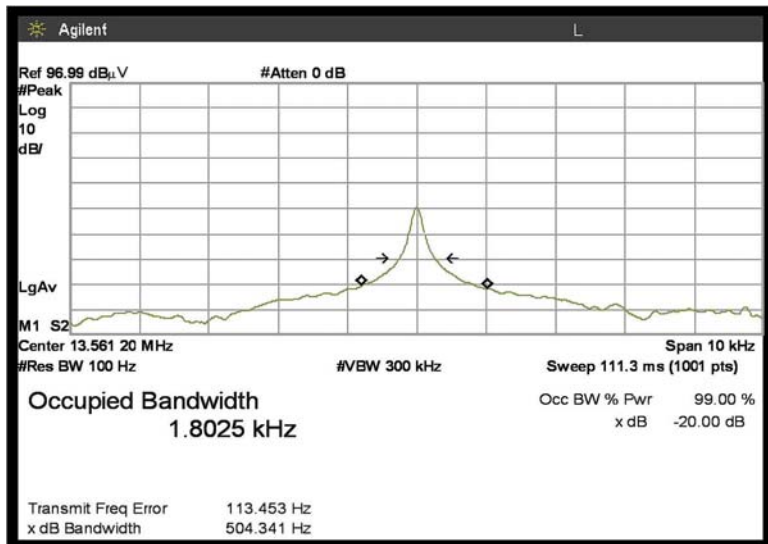 Agilent L
Ref 96.99 dBµV #Atten 0 dB
#Peak
Log
10
dB/
LgAv
M1 S2
Center 13.561 20 MHz Span 10 kHz
#Res BW 100 Hz #VBW 300 kHz Sweep 111.3 ms (1001 pts)
Occupied Bandwidth Occ BW % Pwr 99.00 %
1.8025 kHz x dB -20.00 dB
Transmit Freq Error 113.453 Hz
x dB Bandwidth 504.341 Hz